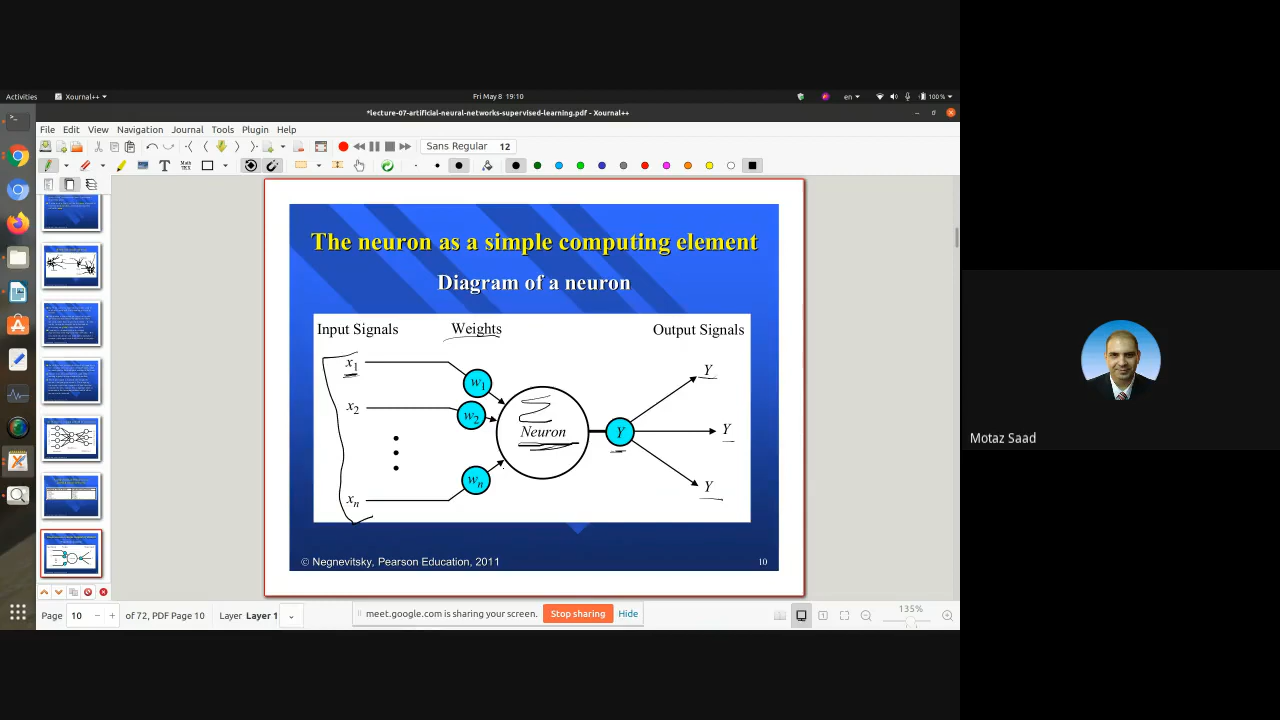 Activities
Xournal++
Fri May 8 19:10
en
100 %
*lecture-07-artificial-neural-networks-supervised-learning.pdf - Xournal++
File Edit View Navigation Journal Tools Plugin Help
Sans Regular 12
The neuron as a simple computing element
Diagram of a neuron
Input Signals Weights Output Signals
x1 w1 Y
x2 w2 Σ
Neuron Y Y
xn wn Y
© Negnevitsky, Pearson Education, 2011 10
Page 10 of 72, PDF Page 10 Layer Layer 1
meet.google.com is sharing your screen. Stop sharing Hide
135%
Motaz Saad